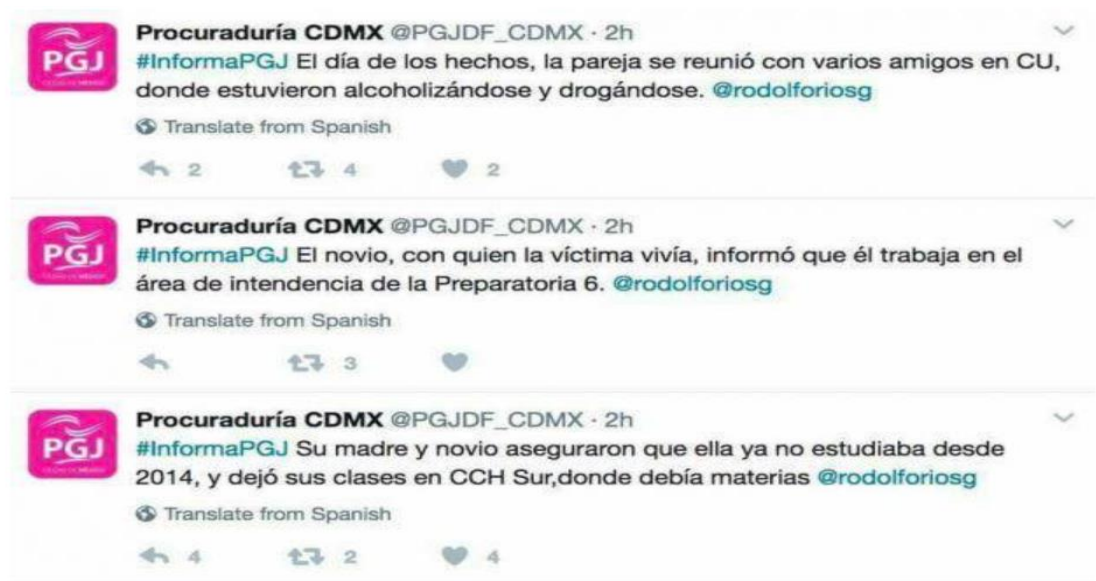 Procuraduría CDMX @PGJDF_CDMX · 2h
PGJ
#InformaPGJ El día de los hechos, la pareja se reunió con varios amigos en CU,
donde estuvieron alcoholizándose y drogándose. @rodolforiosg
Translate from Spanish
2 4 2
Procuraduría CDMX @PGJDF_CDMX · 2h
PGJ
#InformaPGJ El novio, con quien la víctima vivía, informó que él trabaja en el
área de intendencia de la Preparatoria 6. @rodolforiosg
Translate from Spanish
3
Procuraduría CDMX @PGJDF_CDMX · 2h
PGJ
#InformaPGJ Su madre y novio aseguraron que ella ya no estudiaba desde
2014, y dejó sus clases en CCH Sur,donde debía materias @rodolforiosg
Translate from Spanish
4 2 4